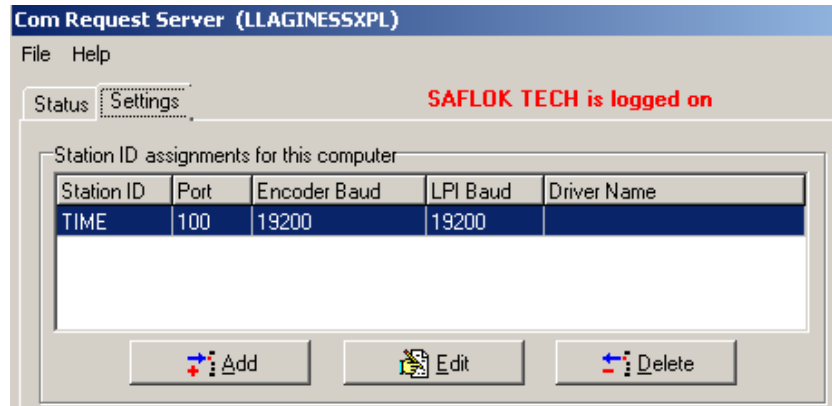 Com Request Server (LLAGINESSXPL)
File Help
Status Settings SAFLOK TECH is logged on
Station ID assignments for this computer
Station ID Port Encoder Baud LPI Baud Driver Name
TIME 100 19200 19200
Add Edit Delete